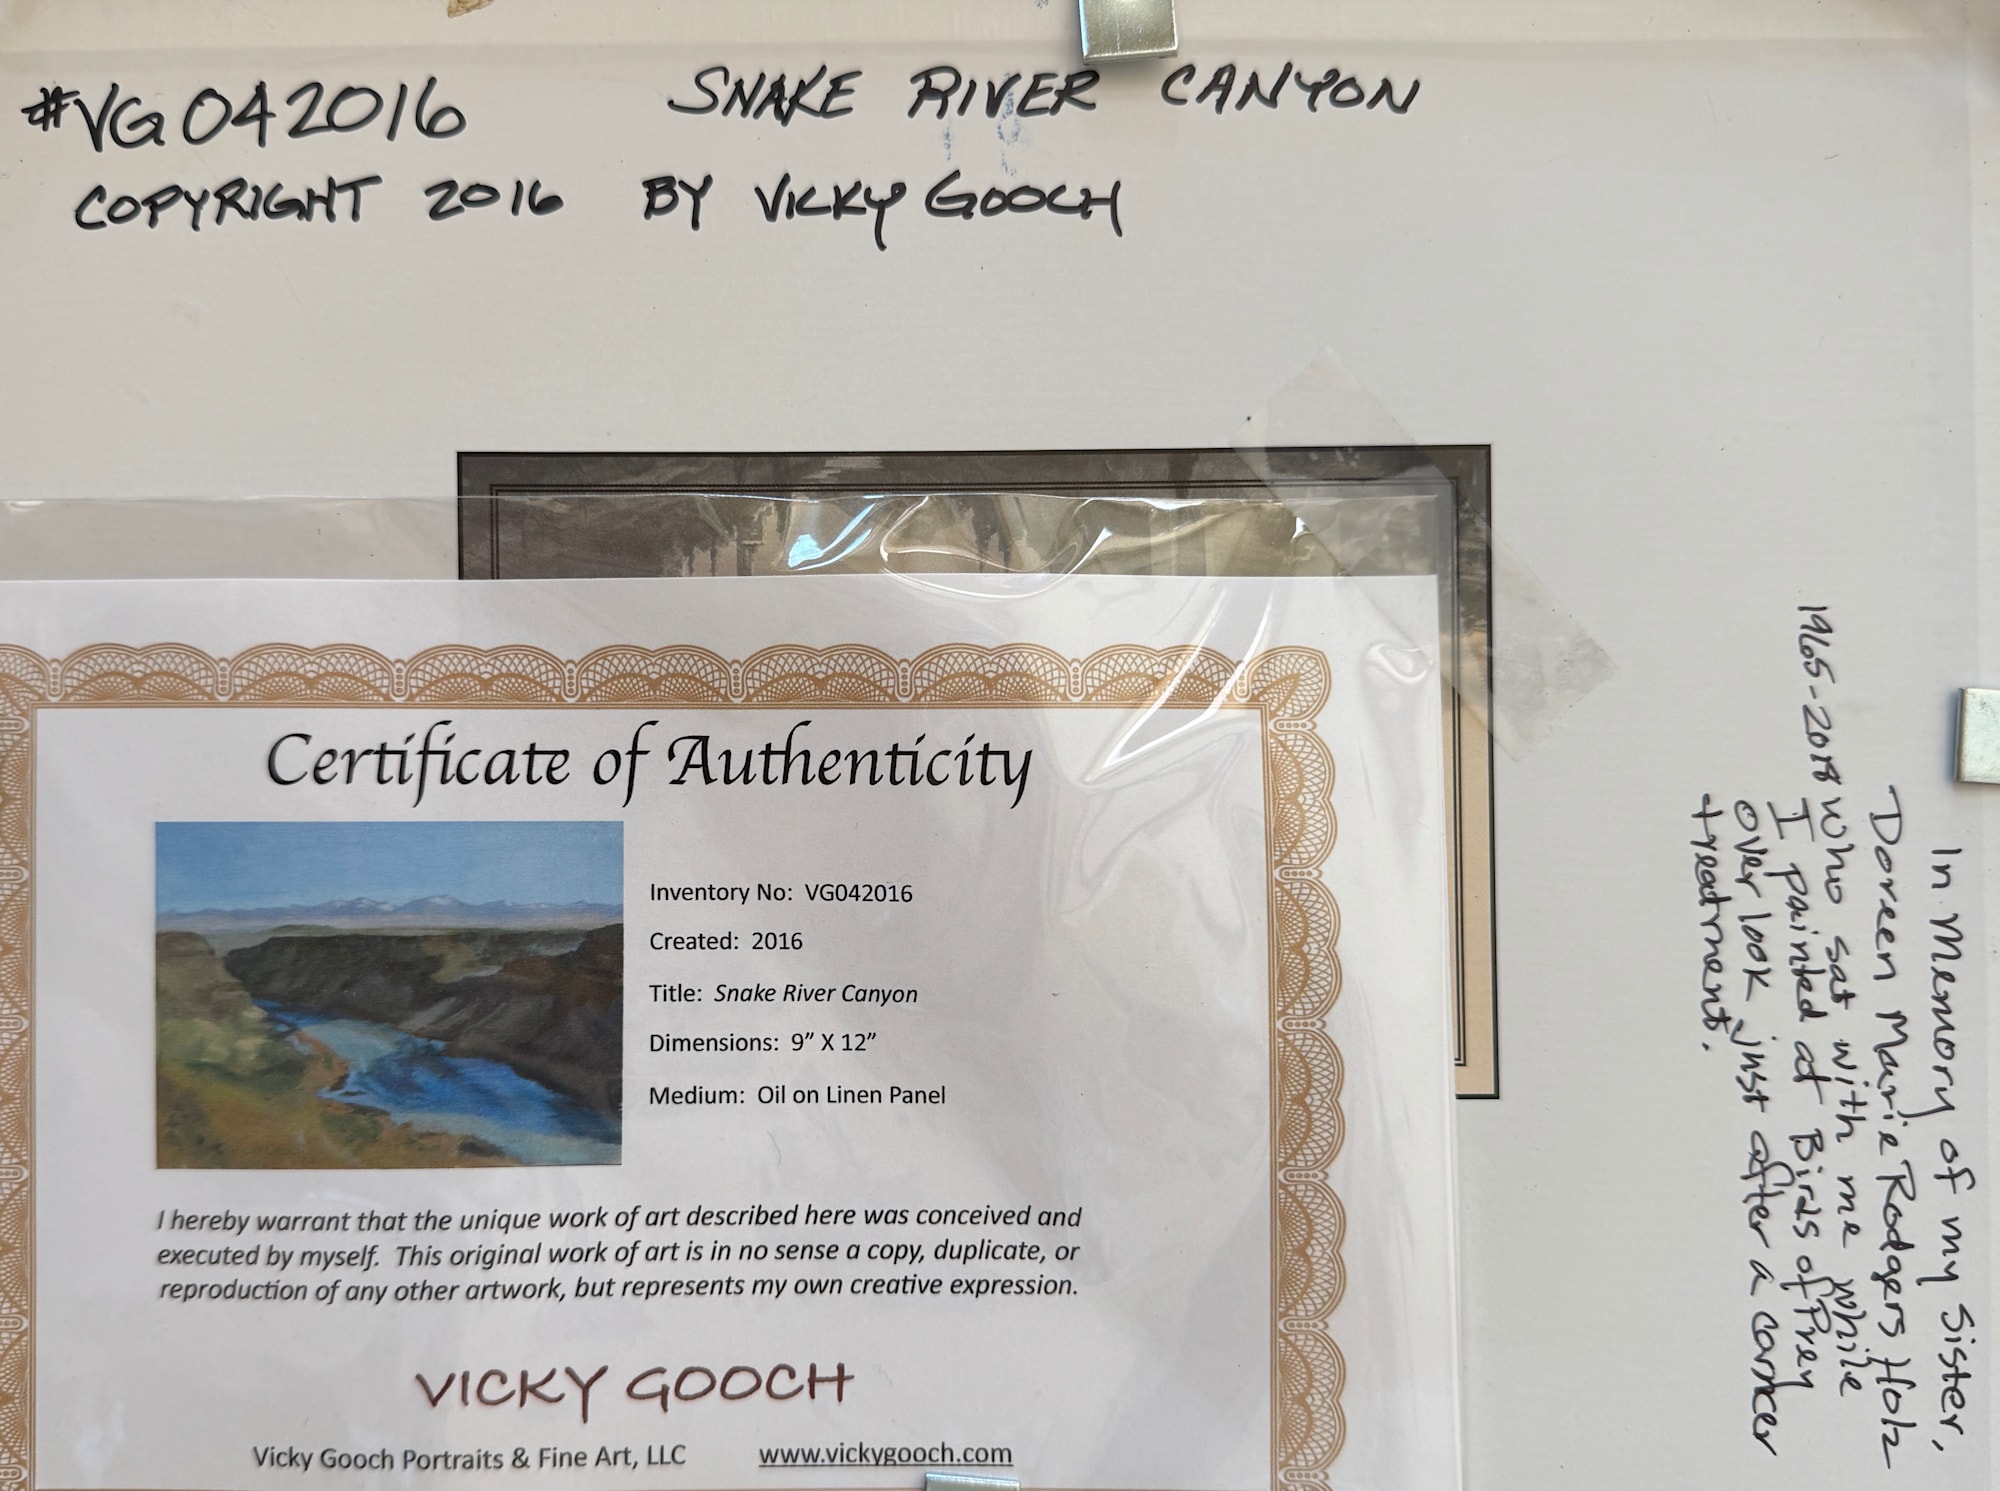 #VG042016 SNAKE RIVER CANYON
COPYRIGHT 2016 BY VICKY GOOCH
Certificate of Authenticity
Inventory No: VG042016
Created: 2016
Title: Snake River Canyon
Dimensions: 9” X 12”
Medium: Oil on Linen Panel
I hereby warrant that the unique work of art described here was conceived and
executed by myself. This original work of art is in no sense a copy, duplicate, or
reproduction of any other artwork, but represents my own creative expression.
VICKY GOOCH
Vicky Gooch Portraits & Fine Art, LLC www.vickygooch.com
In Memory of my sister,
Doreen Marie Rodgers Holz
1965-2018 who sat with me while
I painted at Birds of Prey
over look just after a cancer
treatment.